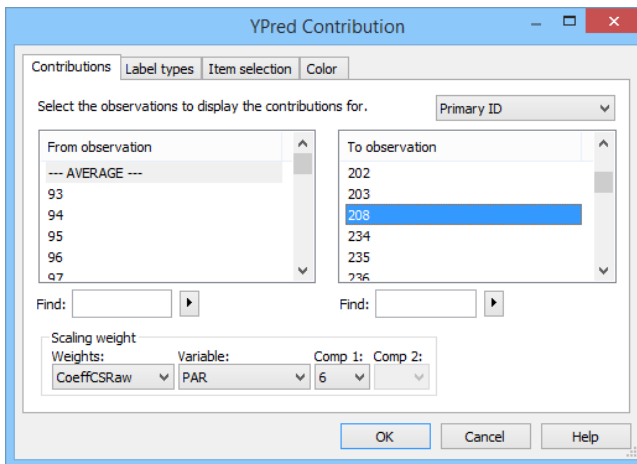 YPred Contribution
Contributions Label types Item selection Color
Select the observations to display the contributions for. Primary ID
From observation
--- AVERAGE ---
93
94
95
96
97
To observation
202
203
208
234
235
236
Find: Find:
Scaling weight
Weights: Variable: Comp 1: Comp 2:
CoeffCSRaw PAR 6
OK Cancel Help